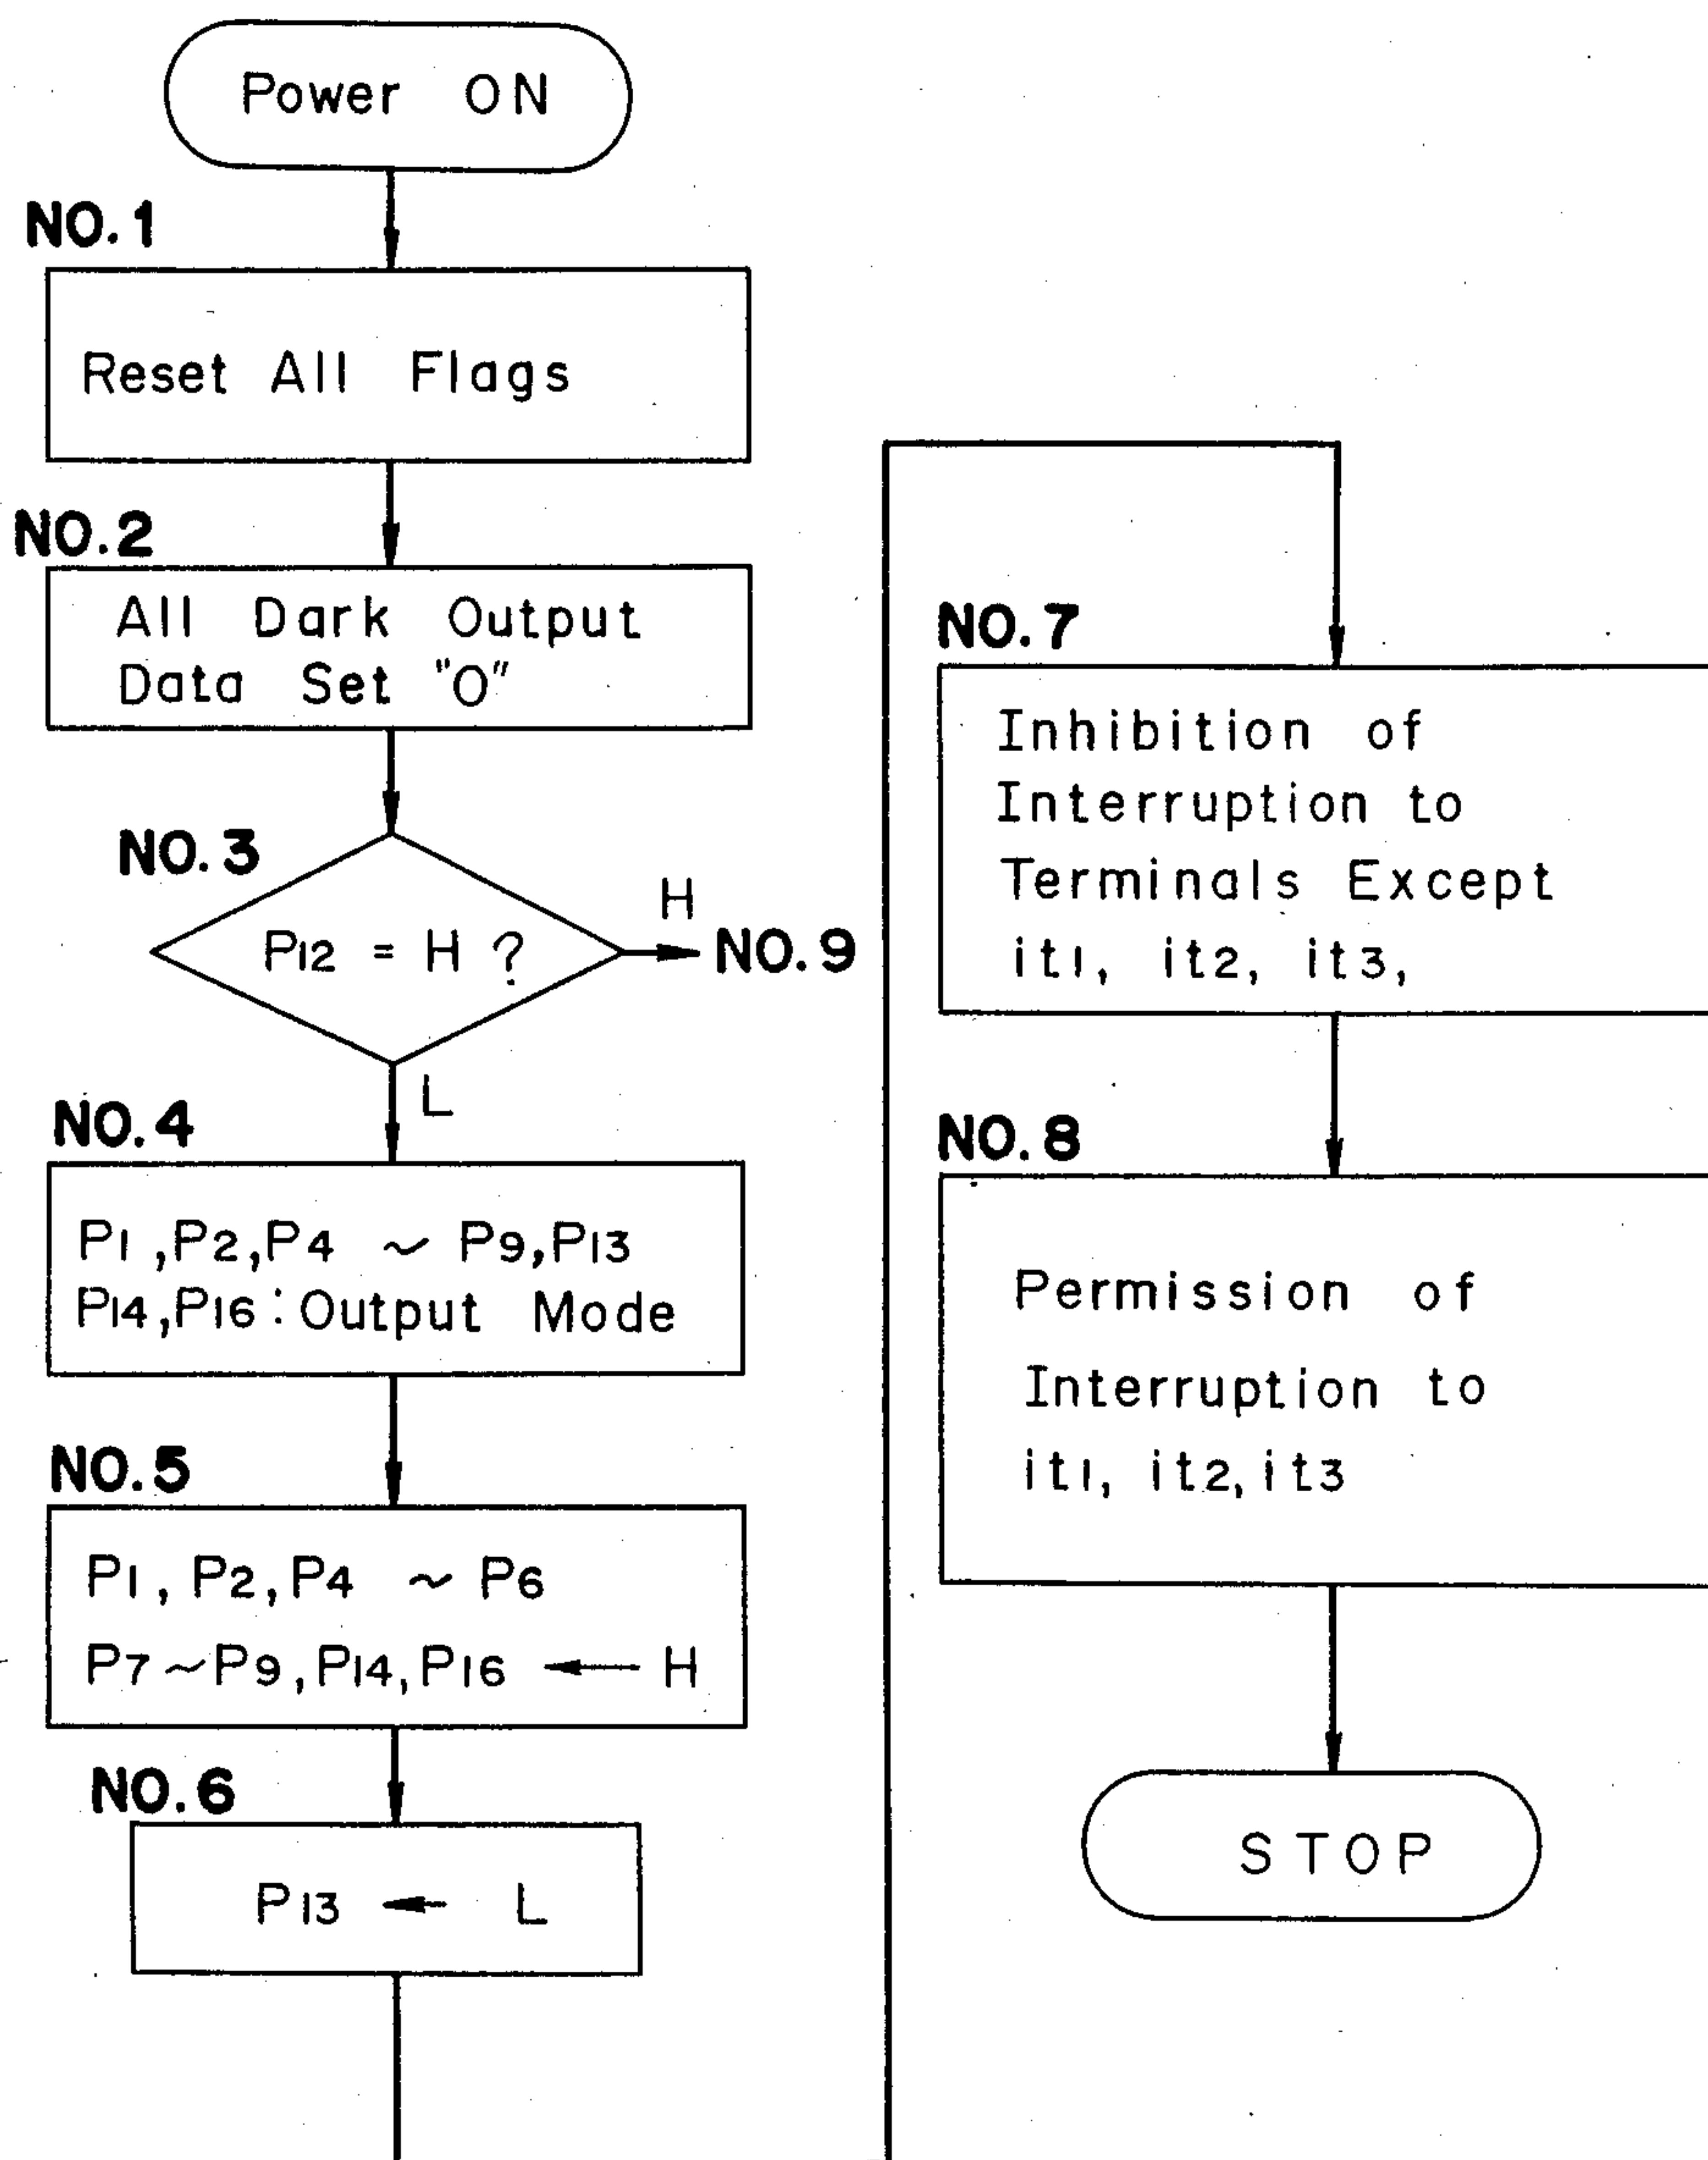 Power ON
NO.1
Reset All Flags
NO.2
All Dark Output
Data Set "0"
NO.3
P12 = H ?
H
NO.9
L
NO.4
P1,P2,P4 ~ P9,P13
P14,P16:Output Mode
NO.5
P1, P2,P4 ~ P6
P7~P9,P14,P16 ← H
NO.6
P13 ← L
NO.7
Inhibition of
Interruption to
Terminals Except
it1, it2, it3,
NO.8
Permission of
Interruption to
it1, it2,it3
STOP